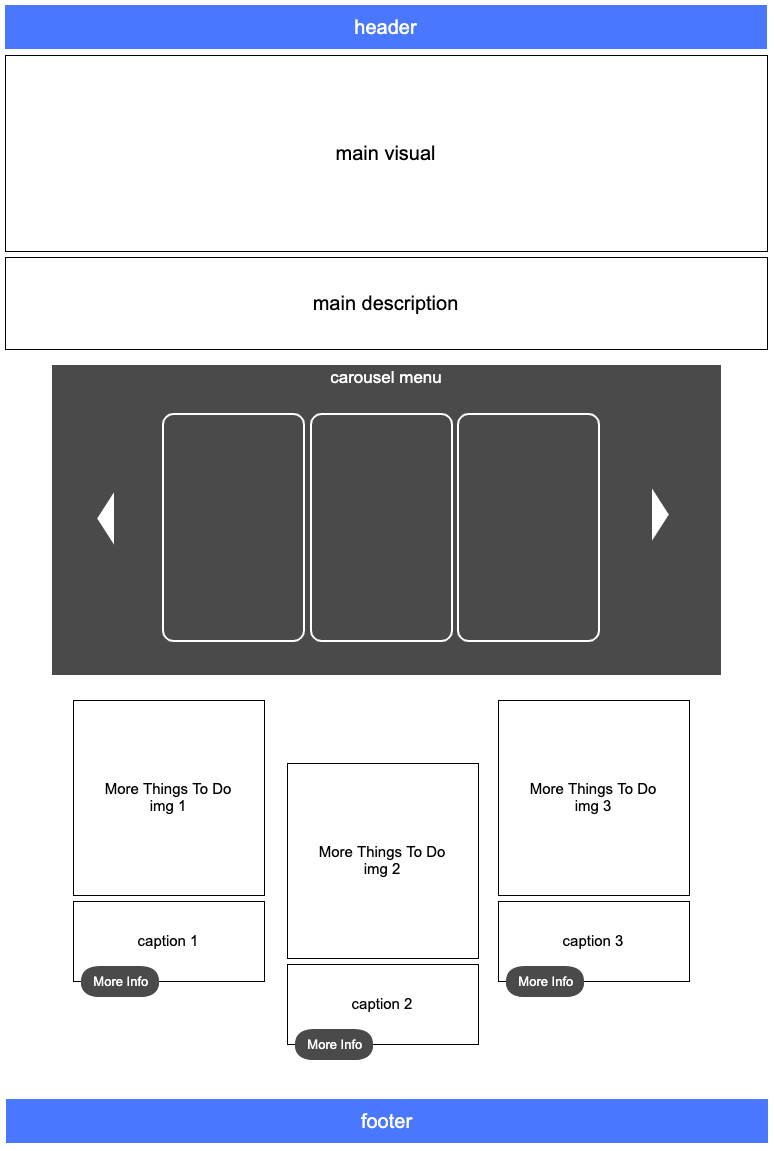 header
main visual
main description
carousel menu
More Things To Do
img 1
More Things To Do
img 2
More Things To Do
img 3
caption 1
caption 2
caption 3
More Info
More Info
More Info
footer